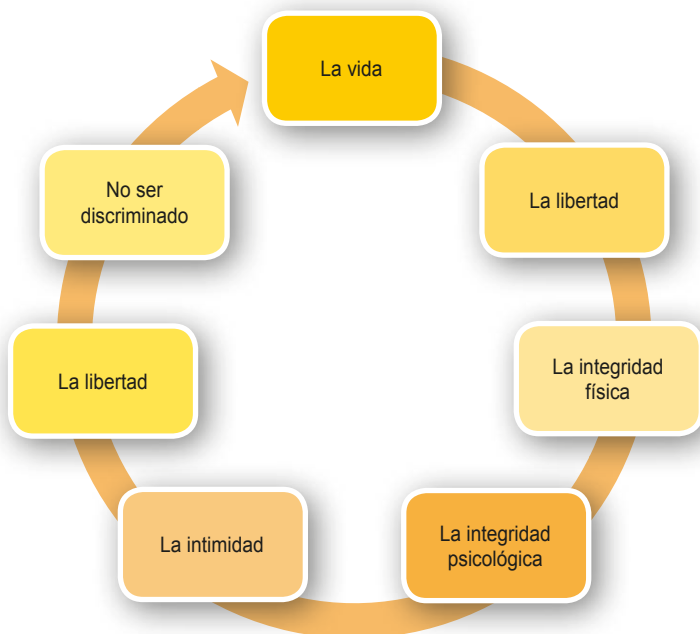 La vida
La libertad
La integridad
física
La integridad
psicológica
La intimidad
La libertad
No ser
discriminado